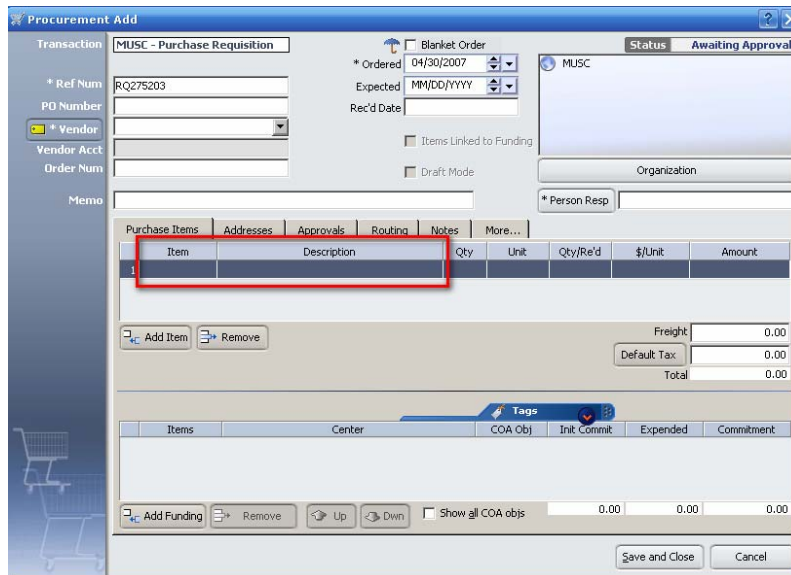 Procurement Add
Transaction MUSC - Purchase Requisition Blanket Order Status Awaiting Approval
* Ordered 04/30/2007 MUSC
* Ref Num RQ275203 Expected MM/DD/YYYY
PO Number Rec'd Date
* Vendor Items Linked to Funding
Vendor Acct
Order Num Draft Mode Organization
Memo * Person Resp
Purchase Items Addresses Approvals Routing Notes More...
Item Description Qty Unit Qty/Re'd $/Unit Amount
1
Add Item Remove Freight 0.00
Default Tax 0.00
Total 0.00
Tags
Items Center COA Obj Init Commit Expended Commitment
Add Funding Remove Up Dwn Show all COA objs 0.00 0.00 0.00
Save and Close Cancel